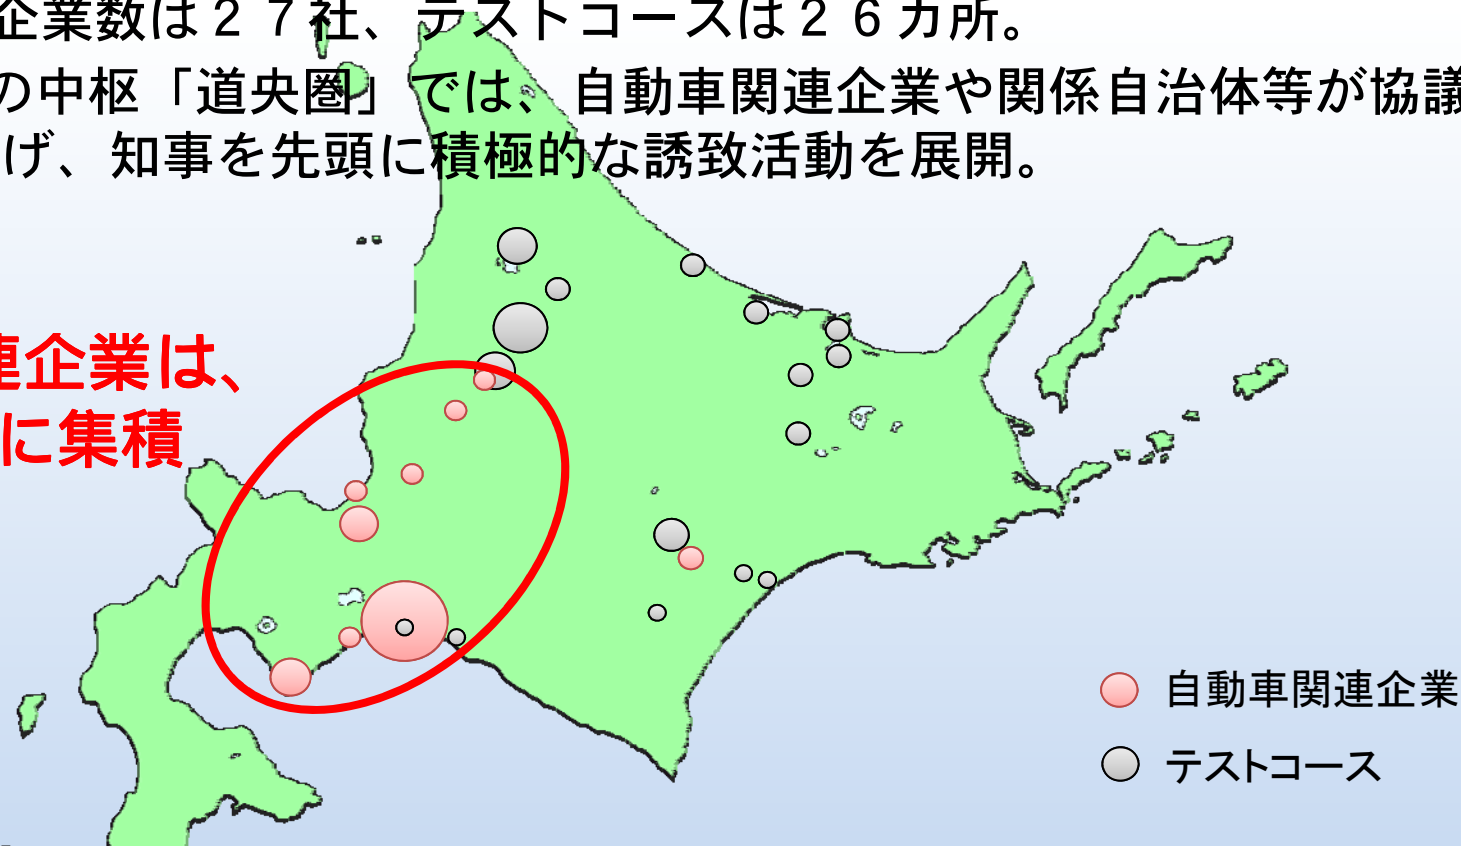 企業数は２７社、テストコースは２６カ所。
の中枢「道央圏」では、自動車関連企業や関係自治体等が協議
げ、知事を先頭に積極的な誘致活動を展開。
連企業は、
に集積
自動車関連企業
テストコース